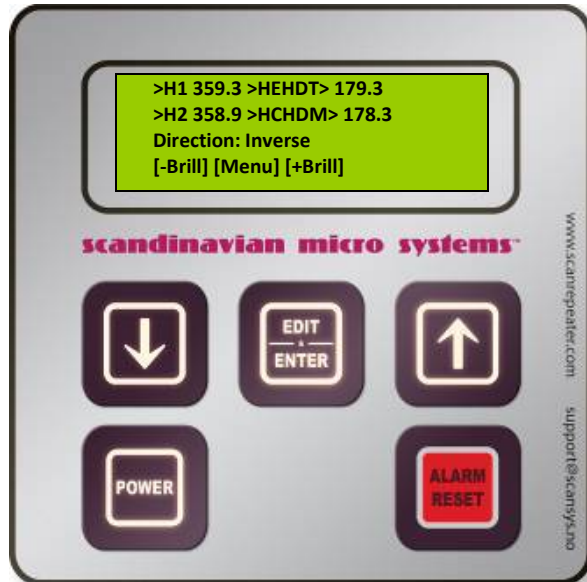 >H1 359.3 >HEHDT> 179.3
>H2 358.9 >HCHDM> 178.3
Direction: Inverse
[-Brill] [Menu] [+Brill]
scandinavian micro systems™
EDIT
&
ENTER
POWER
ALARM
RESET
www.scanrepeater.com support@scansys.no